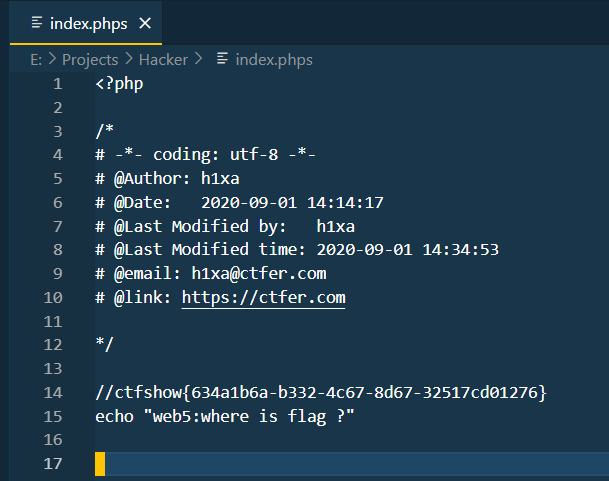 index.phps
E: > Projects > Hacker > index.phps
1 <?php
2
3 /*
4 # -*- coding: utf-8 -*-
5 # @Author: h1xa
6 # @Date:   2020-09-01 14:14:17
7 # @Last Modified by:   h1xa
8 # @Last Modified time: 2020-09-01 14:34:53
9 # @email: h1xa@ctfer.com
10 # @link: https://ctfer.com
11
12 */
13
14 //ctfshow{634a1b6a-b332-4c67-8d67-32517cd01276}
15 echo "web5:where is flag ?"
16
17